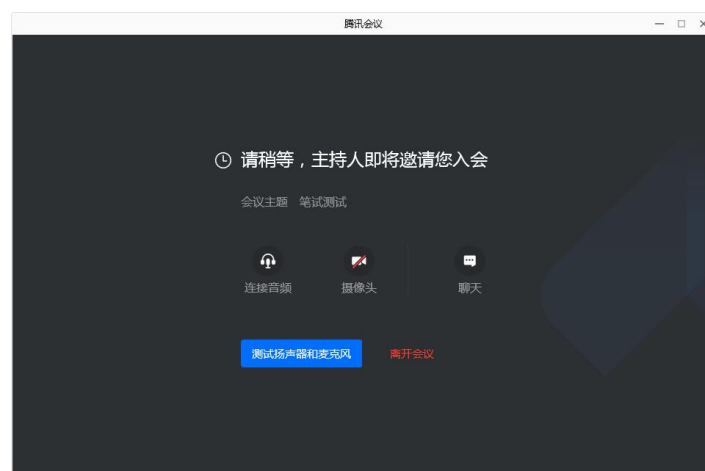 腾讯会议
请稍等，主持人即将邀请您入会
会议主题 笔试测试
连接音频 摄像头 聊天
测试扬声器和麦克风 离开会议